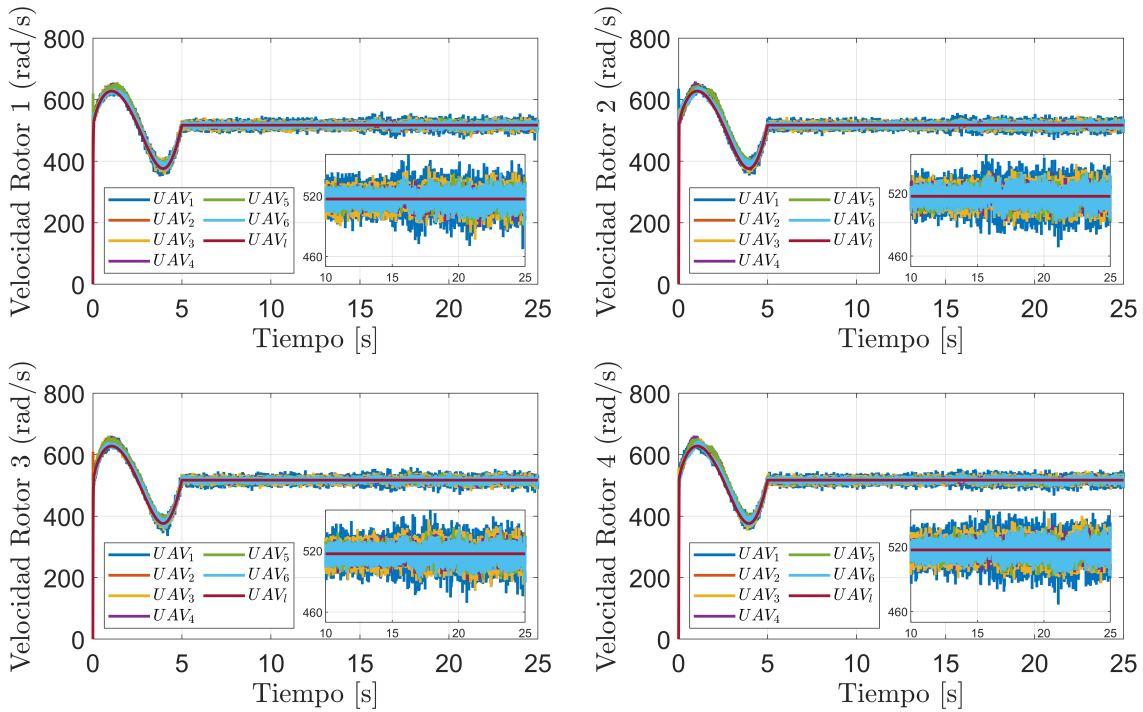 Velocidad Rotor 1 (rad/s)
800
600
400
200
0
0 5 10 15 20 25
Tiempo [s]
UAV1 UAV5
UAV2 UAV6
UAV3 UAVl
UAV4
520
460
10 15 20 25
Velocidad Rotor 2 (rad/s)
800
600
400
200
0
0 5 10 15 20 25
Tiempo [s]
UAV1 UAV5
UAV2 UAV6
UAV3 UAVl
UAV4
520
460
10 15 20 25
Velocidad Rotor 3 (rad/s)
800
600
400
200
0
0 5 10 15 20 25
Tiempo [s]
UAV1 UAV5
UAV2 UAV6
UAV3 UAVl
UAV4
520
460
10 15 20 25
Velocidad Rotor 4 (rad/s)
800
600
400
200
0
0 5 10 15 20 25
Tiempo [s]
UAV1 UAV5
UAV2 UAV6
UAV3 UAVl
UAV4
520
460
10 15 20 25